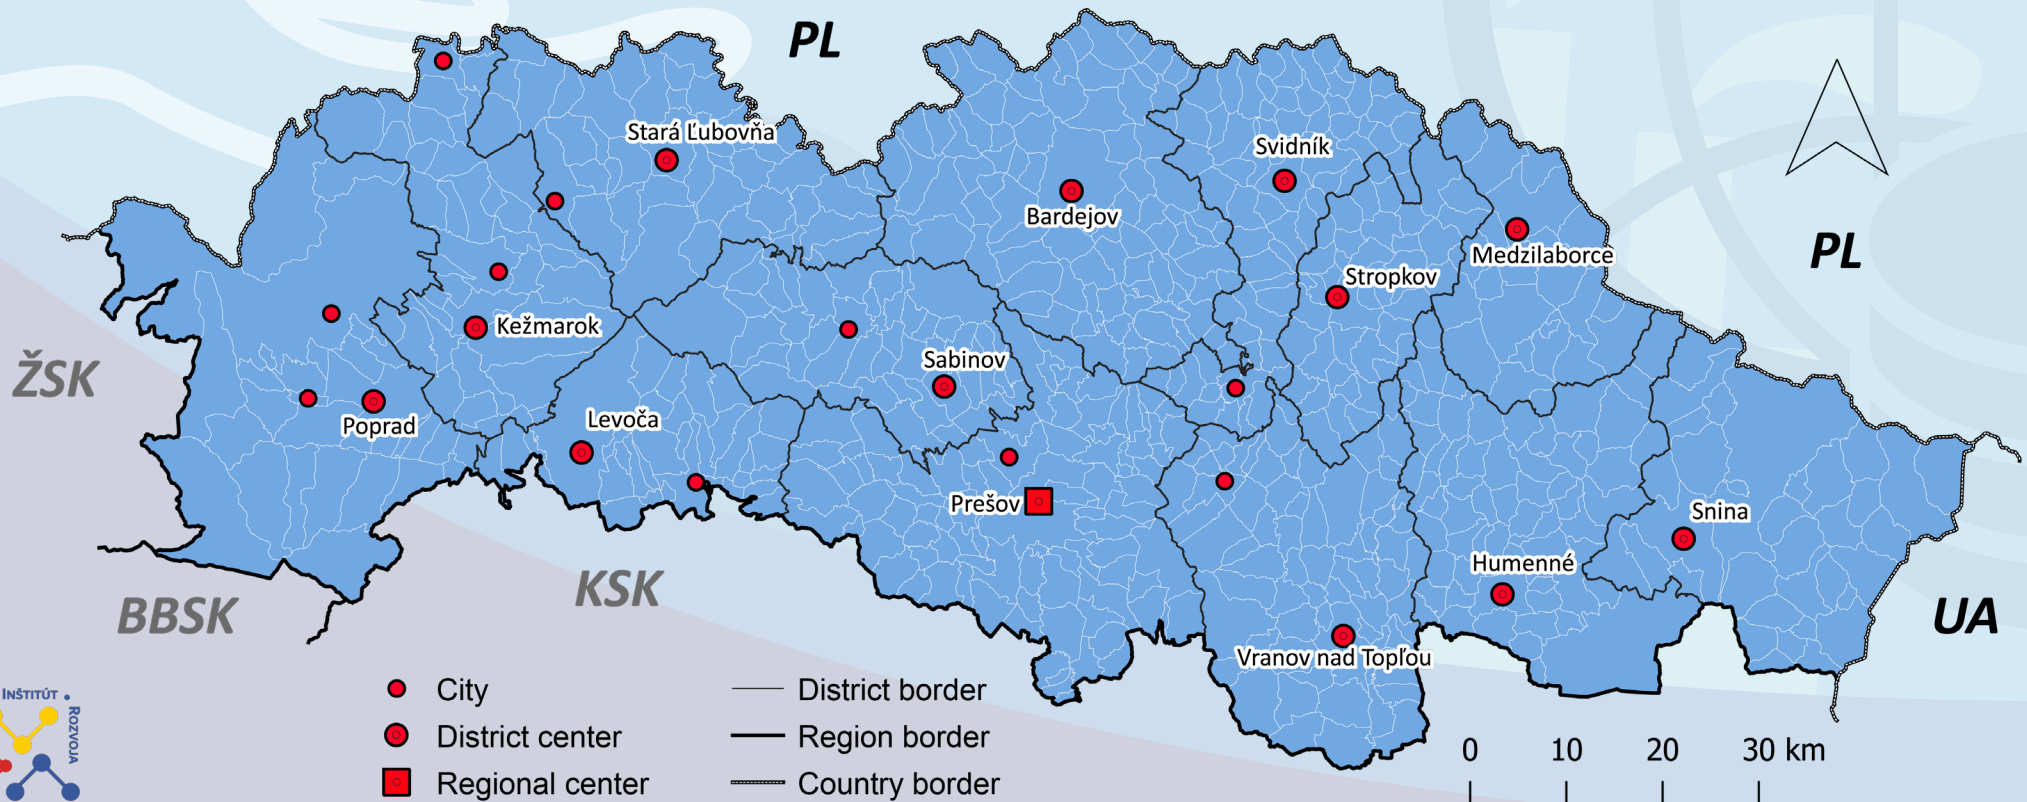 PL
Stará Ľubovňa
Svidník
Bardejov
Medzilaborce
PL
Stropkov
Kežmarok
ŽSK
Sabinov
Poprad
Levoča
Prešov
Snina
Humenné
KSK
BBSK
UA
Vranov nad Topľou
INŠTITÚT
ROZVOJA
City
District center
Regional center
District border
Region border
Country border
0 10 20 30 km